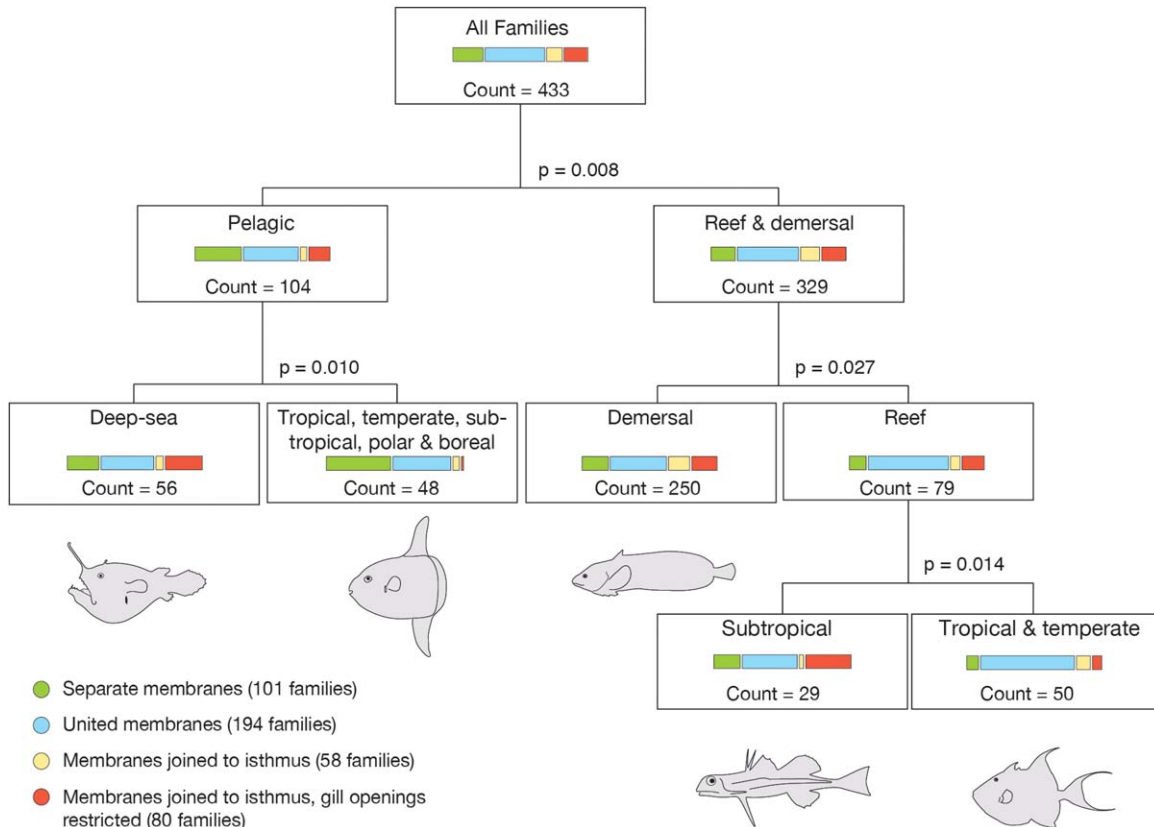 All Families
Count = 433
p = 0.008
Pelagic
Count = 104
Reef & demersal
Count = 329
p = 0.010
p = 0.027
Deep-sea
Count = 56
Tropical, temperate, sub-
tropical, polar & boreal
Count = 48
Demersal
Count = 250
Reef
Count = 79
p = 0.014
Subtropical
Count = 29
Tropical & temperate
Count = 50
Separate membranes (101 families)
United membranes (194 families)
Membranes joined to isthmus (58 families)
Membranes joined to isthmus, gill openings
restricted (80 families)